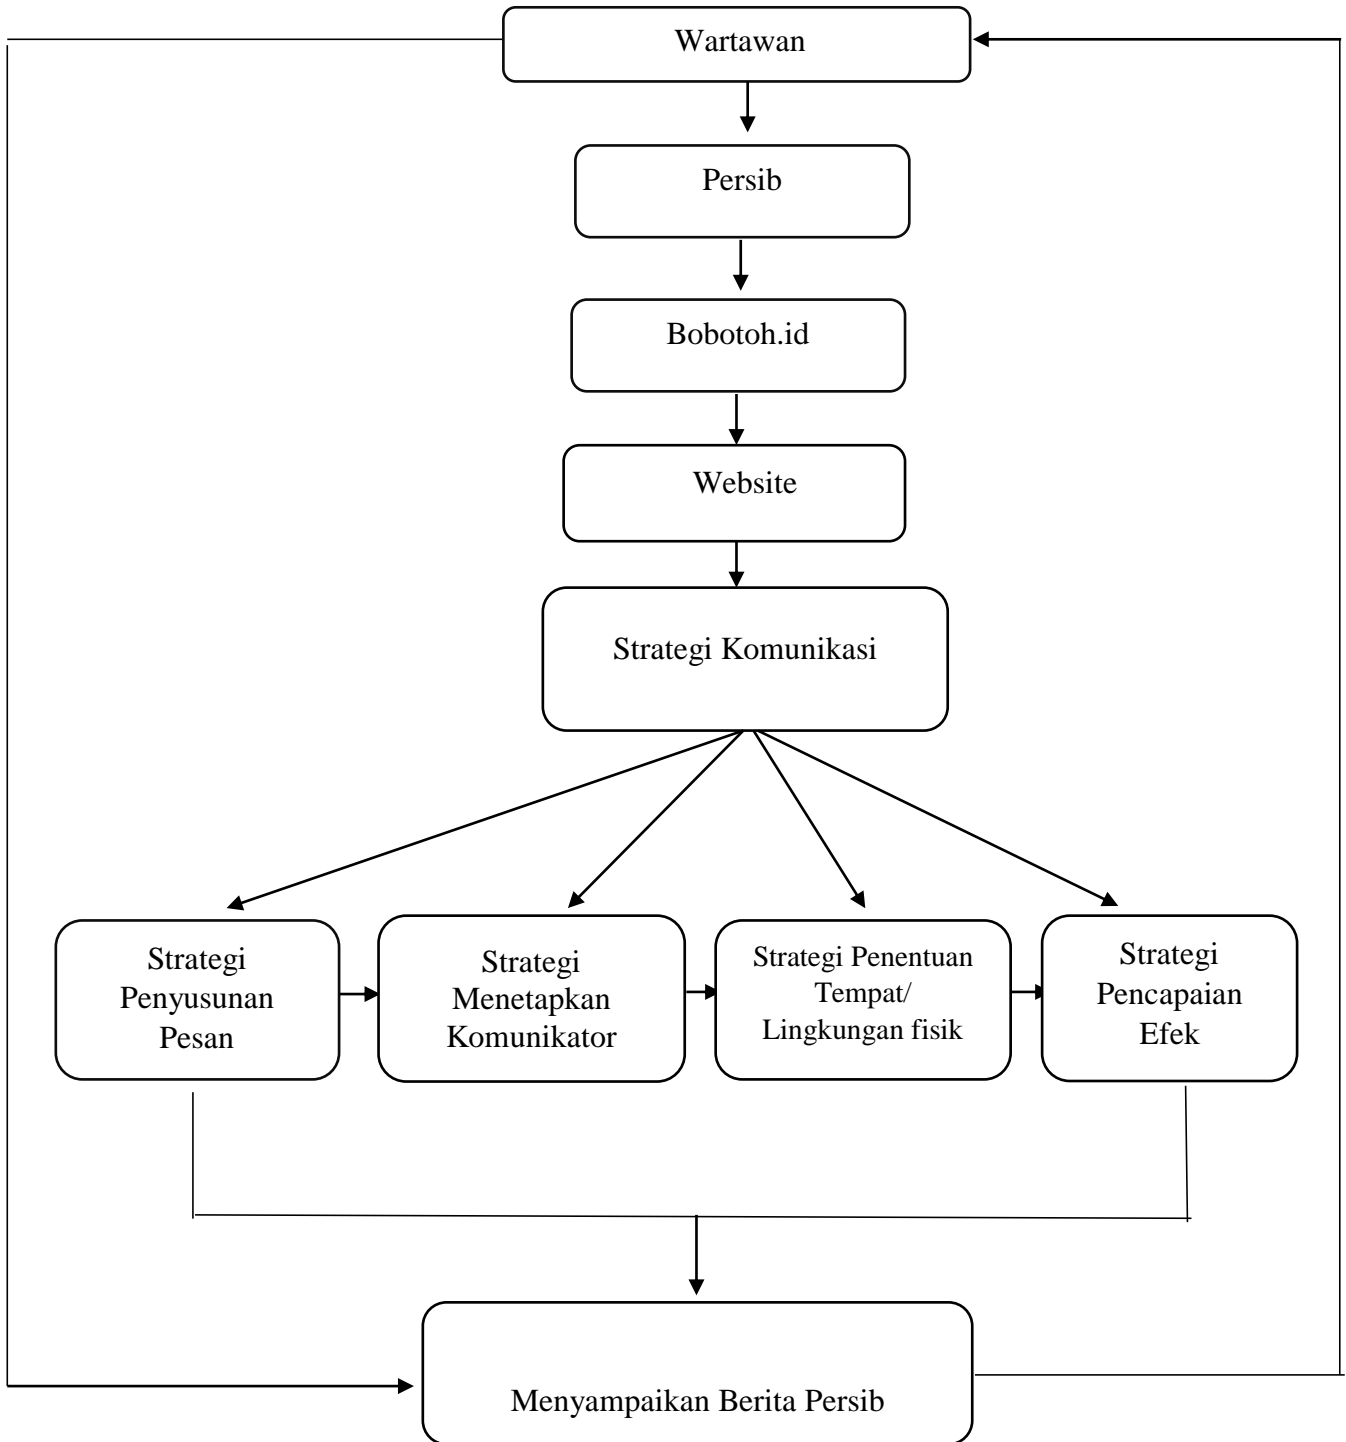 Wartawan
Persib
Bobotoh.id
Website
Strategi Komunikasi
Strategi
Penyusunan
Pesan
Strategi
Menetapkan
Komunikator
Strategi Penentuan
Tempat/
Lingkungan fisik
Strategi
Pencapaian
Efek
Menyampaikan Berita Persib